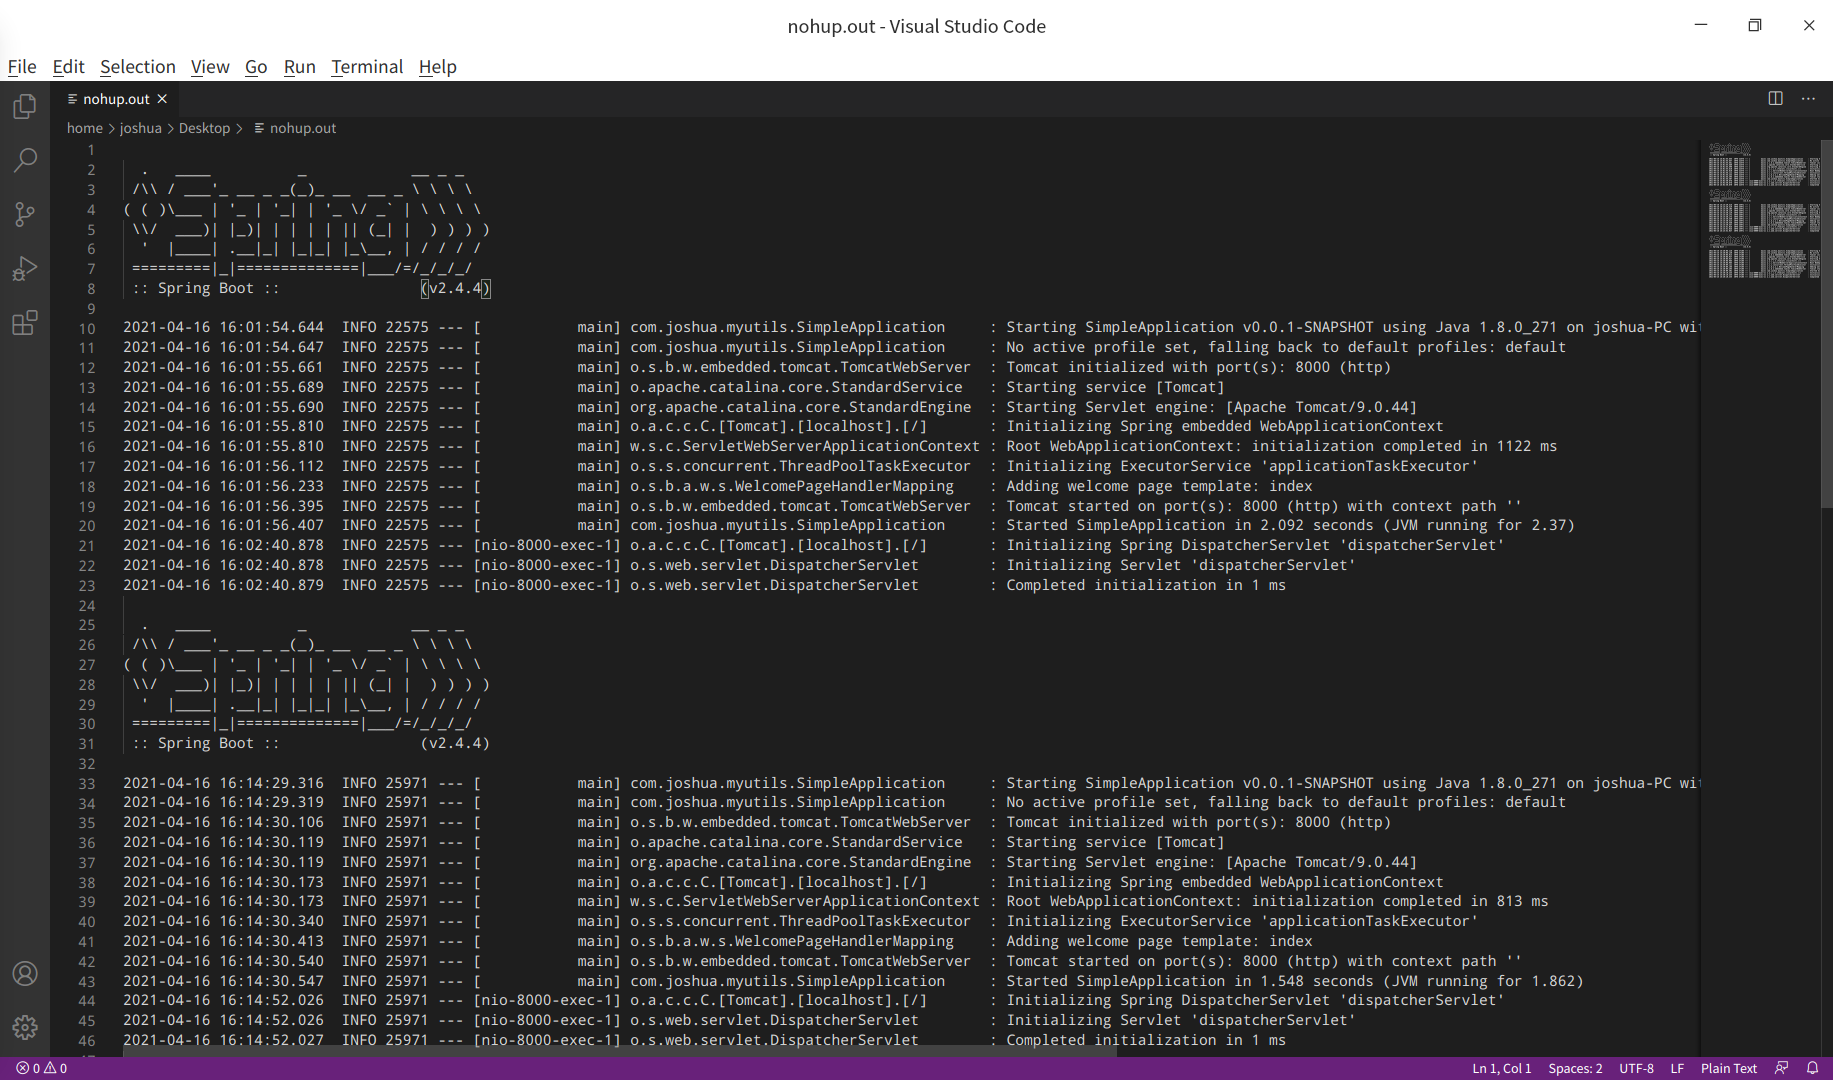 nohup.out - Visual Studio Code
File Edit Selection View Go Run Terminal Help
nohup.out
home > joshua > Desktop > nohup.out
1
2   .   ____          _            __ _ _
3  /\\ / ___'_ __ _ _(_)_ __  __ _ \ \ \ \
4 ( ( )\___ | '_ | '_| | '_ \/ _` | \ \ \ \
5  \\/  ___)| |_)| | | | | || (_| |  ) ) ) )
6   '  |____| .__|_| |_|_| |_\__, | / / / /
7  =========|_|==============|___/=/_/_/_/
8  :: Spring Boot ::                (v2.4.4)
9
10 2021-04-16 16:01:54.644  INFO 22575 --- [           main] com.joshua.myutils.SimpleApplication     : Starting SimpleApplication v0.0.1-SNAPSHOT using Java 1.8.0_271 on joshua-PC wit
11 2021-04-16 16:01:54.647  INFO 22575 --- [           main] com.joshua.myutils.SimpleApplication     : No active profile set, falling back to default profiles: default
12 2021-04-16 16:01:55.661  INFO 22575 --- [           main] o.s.b.w.embedded.tomcat.TomcatWebServer  : Tomcat initialized with port(s): 8000 (http)
13 2021-04-16 16:01:55.689  INFO 22575 --- [           main] o.apache.catalina.core.StandardService   : Starting service [Tomcat]
14 2021-04-16 16:01:55.690  INFO 22575 --- [           main] org.apache.catalina.core.StandardEngine  : Starting Servlet engine: [Apache Tomcat/9.0.44]
15 2021-04-16 16:01:55.810  INFO 22575 --- [           main] o.a.c.c.C.[Tomcat].[localhost].[/]       : Initializing Spring embedded WebApplicationContext
16 2021-04-16 16:01:55.810  INFO 22575 --- [           main] w.s.c.ServletWebServerApplicationContext : Root WebApplicationContext: initialization completed in 1122 ms
17 2021-04-16 16:01:56.112  INFO 22575 --- [           main] o.s.s.concurrent.ThreadPoolTaskExecutor  : Initializing ExecutorService 'applicationTaskExecutor'
18 2021-04-16 16:01:56.233  INFO 22575 --- [           main] o.s.b.a.w.s.WelcomePageHandlerMapping    : Adding welcome page template: index
19 2021-04-16 16:01:56.395  INFO 22575 --- [           main] o.s.b.w.embedded.tomcat.TomcatWebServer  : Tomcat started on port(s): 8000 (http) with context path ''
20 2021-04-16 16:01:56.407  INFO 22575 --- [           main] com.joshua.myutils.SimpleApplication     : Started SimpleApplication in 2.092 seconds (JVM running for 2.37)
21 2021-04-16 16:02:40.878  INFO 22575 --- [nio-8000-exec-1] o.a.c.c.C.[Tomcat].[localhost].[/]       : Initializing Spring DispatcherServlet 'dispatcherServlet'
22 2021-04-16 16:02:40.878  INFO 22575 --- [nio-8000-exec-1] o.s.web.servlet.DispatcherServlet        : Initializing Servlet 'dispatcherServlet'
23 2021-04-16 16:02:40.879  INFO 22575 --- [nio-8000-exec-1] o.s.web.servlet.DispatcherServlet        : Completed initialization in 1 ms
24
25   .   ____          _            __ _ _
26  /\\ / ___'_ __ _ _(_)_ __  __ _ \ \ \ \
27 ( ( )\___ | '_ | '_| | '_ \/ _` | \ \ \ \
28  \\/  ___)| |_)| | | | | || (_| |  ) ) ) )
29   '  |____| .__|_| |_|_| |_\__, | / / / /
30  =========|_|==============|___/=/_/_/_/
31  :: Spring Boot ::                (v2.4.4)
32
33 2021-04-16 16:14:29.316  INFO 25971 --- [           main] com.joshua.myutils.SimpleApplication     : Starting SimpleApplication v0.0.1-SNAPSHOT using Java 1.8.0_271 on joshua-PC wit
34 2021-04-16 16:14:29.319  INFO 25971 --- [           main] com.joshua.myutils.SimpleApplication     : No active profile set, falling back to default profiles: default
35 2021-04-16 16:14:30.106  INFO 25971 --- [           main] o.s.b.w.embedded.tomcat.TomcatWebServer  : Tomcat initialized with port(s): 8000 (http)
36 2021-04-16 16:14:30.119  INFO 25971 --- [           main] o.apache.catalina.core.StandardService   : Starting service [Tomcat]
37 2021-04-16 16:14:30.119  INFO 25971 --- [           main] org.apache.catalina.core.StandardEngine  : Starting Servlet engine: [Apache Tomcat/9.0.44]
38 2021-04-16 16:14:30.173  INFO 25971 --- [           main] o.a.c.c.C.[Tomcat].[localhost].[/]       : Initializing Spring embedded WebApplicationContext
39 2021-04-16 16:14:30.173  INFO 25971 --- [           main] w.s.c.ServletWebServerApplicationContext : Root WebApplicationContext: initialization completed in 813 ms
40 2021-04-16 16:14:30.340  INFO 25971 --- [           main] o.s.s.concurrent.ThreadPoolTaskExecutor  : Initializing ExecutorService 'applicationTaskExecutor'
41 2021-04-16 16:14:30.413  INFO 25971 --- [           main] o.s.b.a.w.s.WelcomePageHandlerMapping    : Adding welcome page template: index
42 2021-04-16 16:14:30.540  INFO 25971 --- [           main] o.s.b.w.embedded.tomcat.TomcatWebServer  : Tomcat started on port(s): 8000 (http) with context path ''
43 2021-04-16 16:14:30.547  INFO 25971 --- [           main] com.joshua.myutils.SimpleApplication     : Started SimpleApplication in 1.548 seconds (JVM running for 1.862)
44 2021-04-16 16:14:52.026  INFO 25971 --- [nio-8000-exec-1] o.a.c.c.C.[Tomcat].[localhost].[/]       : Initializing Spring DispatcherServlet 'dispatcherServlet'
45 2021-04-16 16:14:52.026  INFO 25971 --- [nio-8000-exec-1] o.s.web.servlet.DispatcherServlet        : Initializing Servlet 'dispatcherServlet'
46 2021-04-16 16:14:52.027  INFO 25971 --- [nio-8000-exec-1] o.s.web.servlet.DispatcherServlet        : Completed initialization in 1 ms
0 0 Ln 1, Col 1 Spaces: 2 UTF-8 LF Plain Text